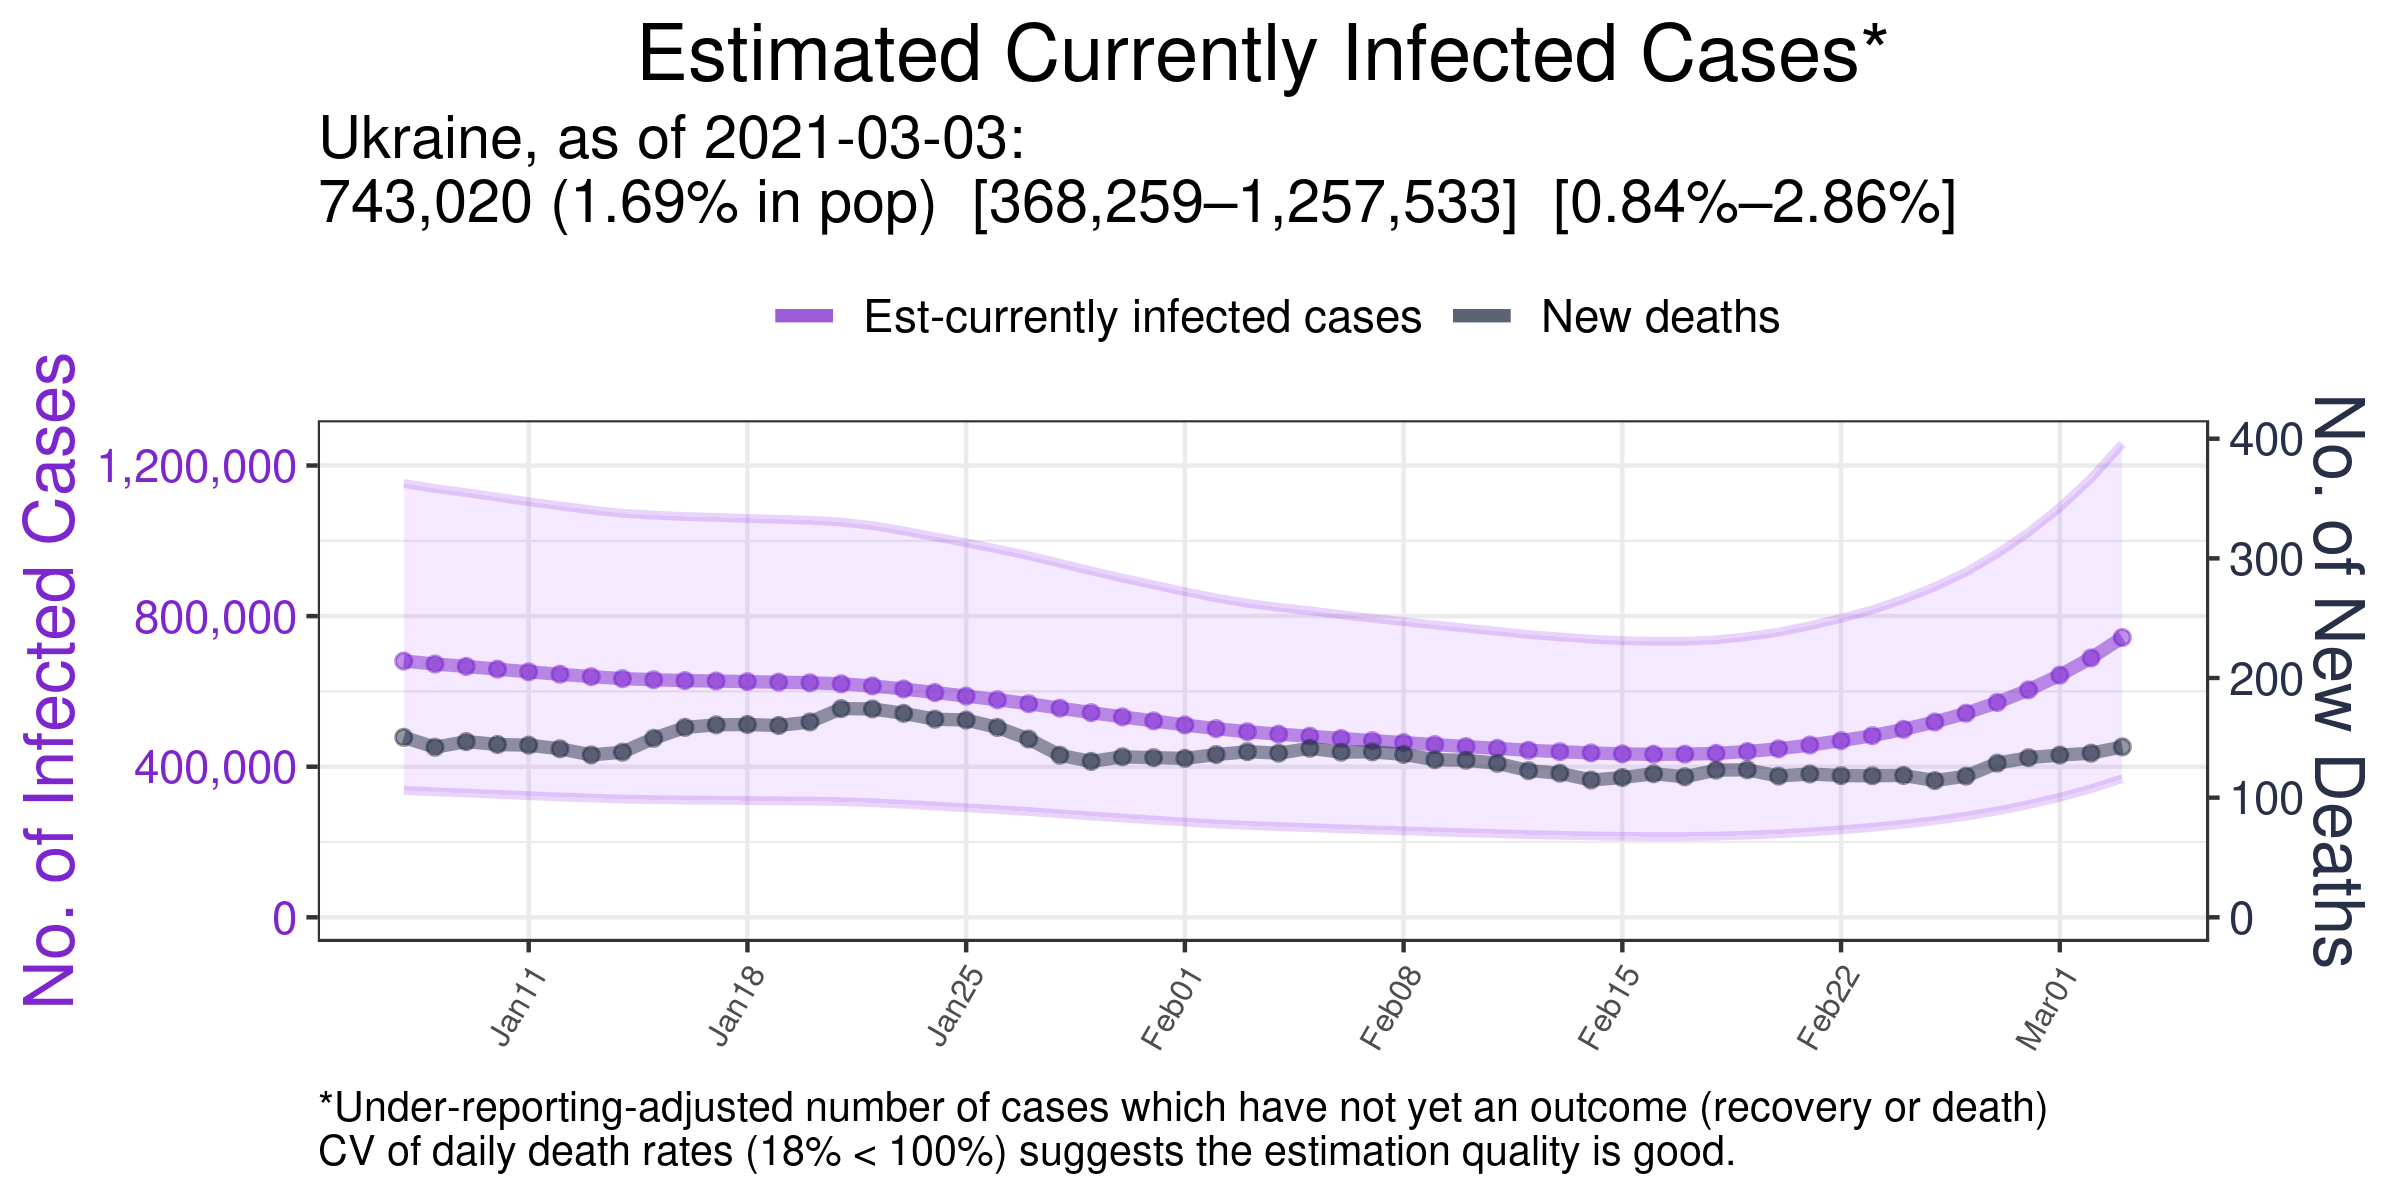 Estimated Currently Infected Cases*
Ukraine, as of 2021-03-03:
743,020 (1.69% in pop)  [368,259–1,257,533]  [0.84%–2.86%]
Est-currently infected cases
New deaths
No. of Infected Cases
1,200,000
800,000
400,000
0
400
300
200
100
0
No. of New Deaths
Jan11
Jan18
Jan25
Feb01
Feb08
Feb15
Feb22
Mar01
*Under-reporting-adjusted number of cases which have not yet an outcome (recovery or death)
CV of daily death rates (18% < 100%) suggests the estimation quality is good.